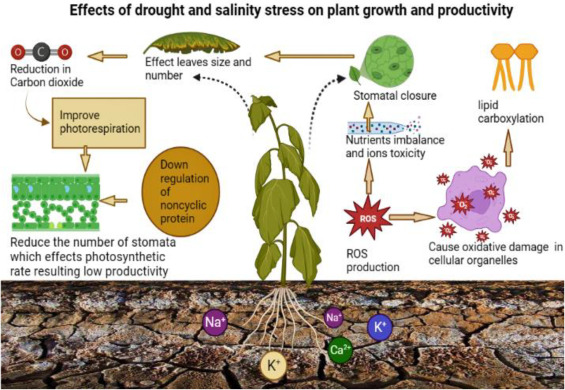 Effects of drought and salinity stress on plant growth and productivity
O C O
Reduction in
Carbon dioxide
Effect leaves size and
number
Stomatal closure
lipid
carboxylation
Improve
photorespiration
Nutrients imbalance
and ions toxicity
Down
regulation
of
noncyclic
protein
ROS
ROS
production
Cause oxidative damage in
cellular organelles
Reduce the number of stomata
which effects photosynthetic
rate resulting low productivity
Na⁺
Na⁺
K⁺
Ca²⁺
K⁺